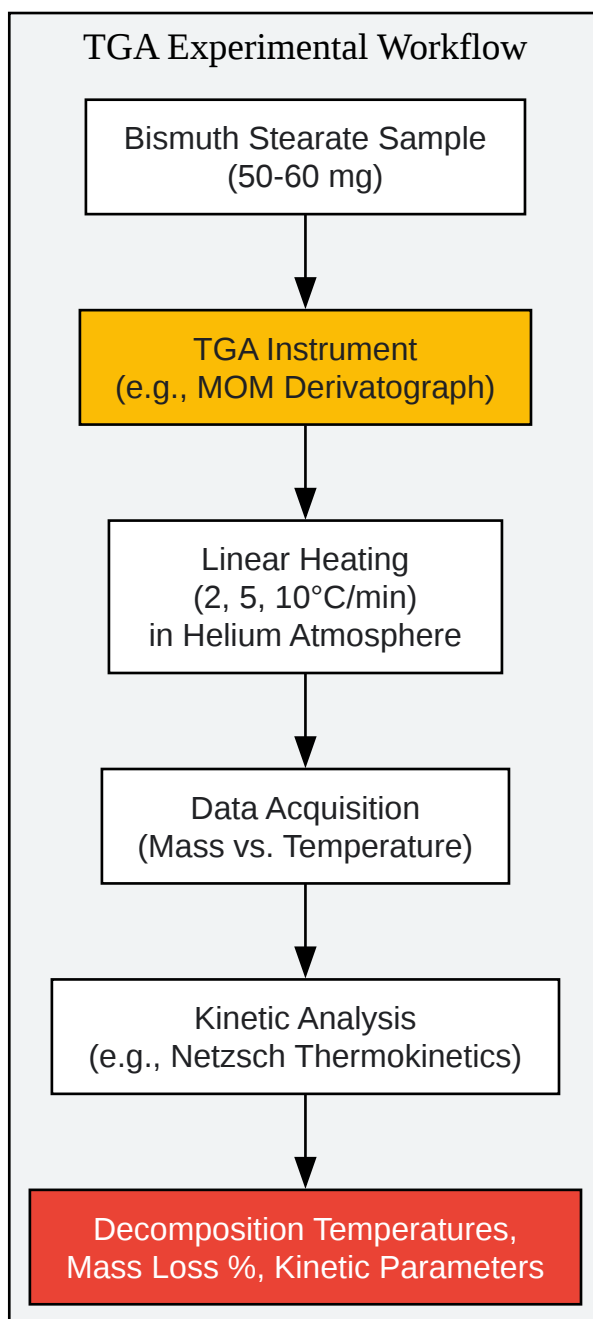 TGA Experimental Workflow
Bismuth Stearate Sample
(50-60 mg)
TGA Instrument
(e.g., MOM Derivatograph)
Linear Heating
(2, 5, 10°C/min)
in Helium Atmosphere
Data Acquisition
(Mass vs. Temperature)
Kinetic Analysis
(e.g., Netzsch Thermokinetics)
Decomposition Temperatures,
Mass Loss %, Kinetic Parameters